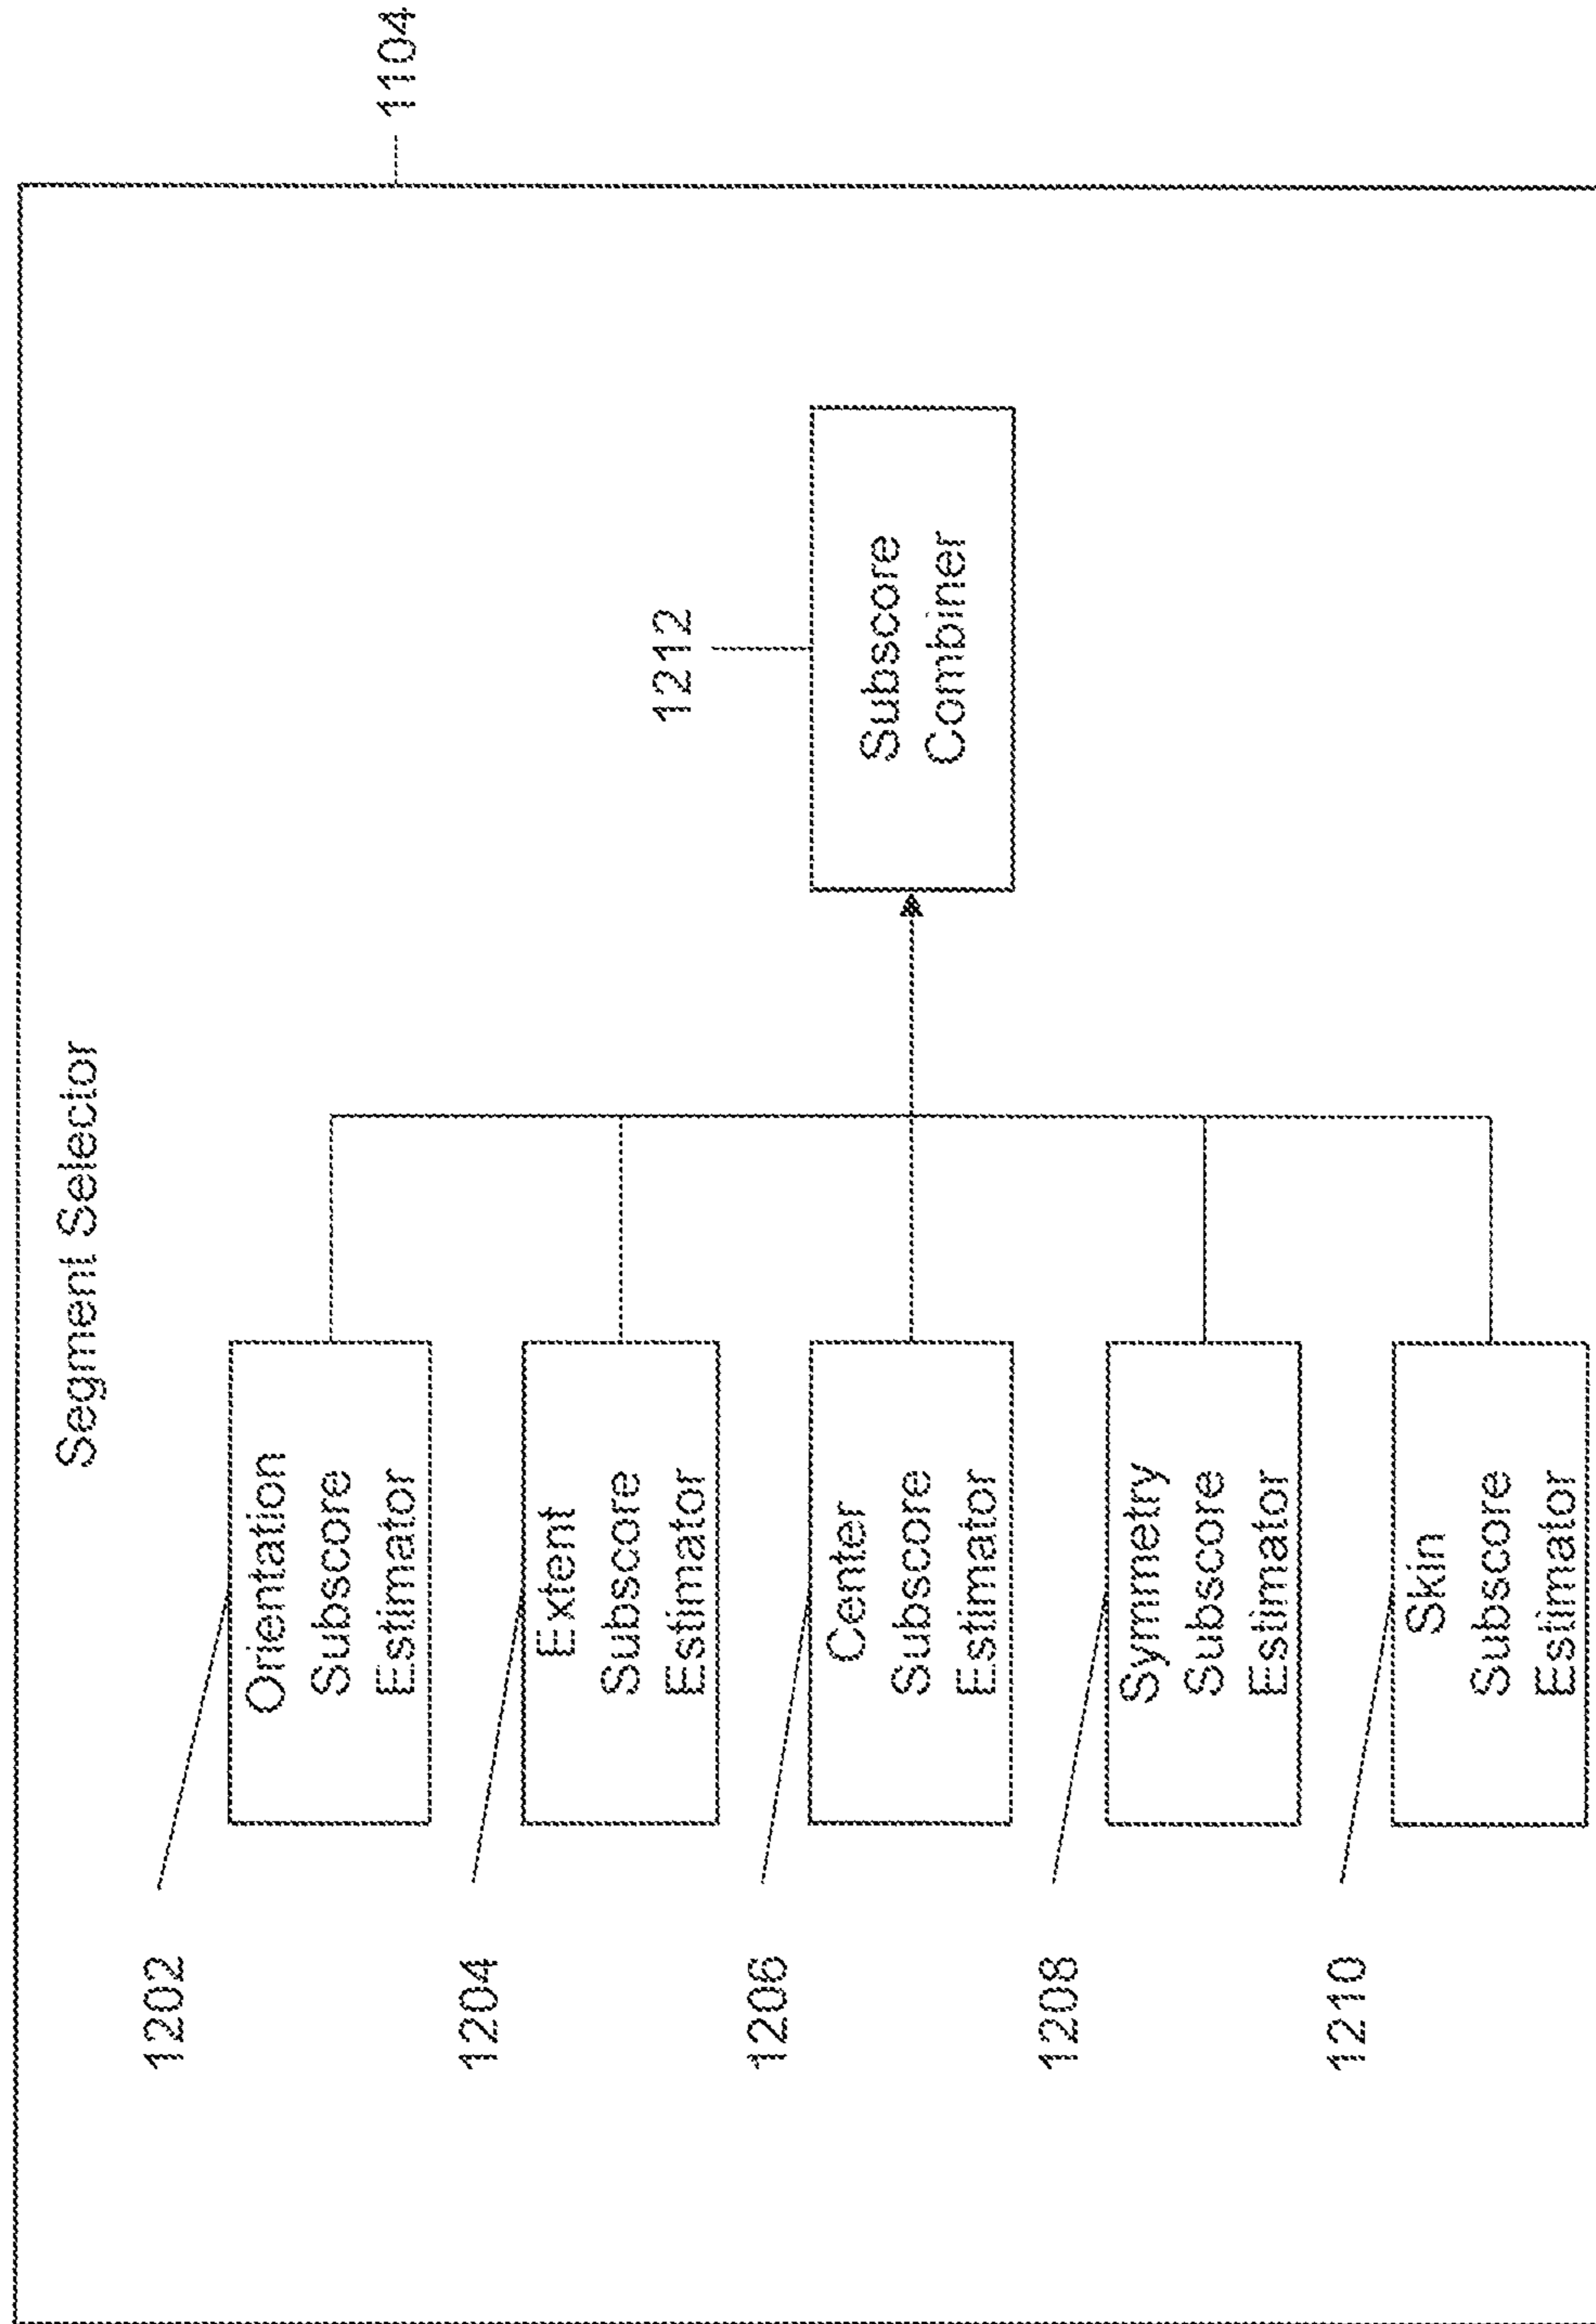 Segment Selector
1104
1202
Orientation
Subscore
Estimator
1204
Extent
Subscore
Estimator
1206
Center
Subscore
Estimator
1208
Symmetry
Subscore
Estimator
1210
Skin
Subscore
Estimator
1212
Subscore
Combiner